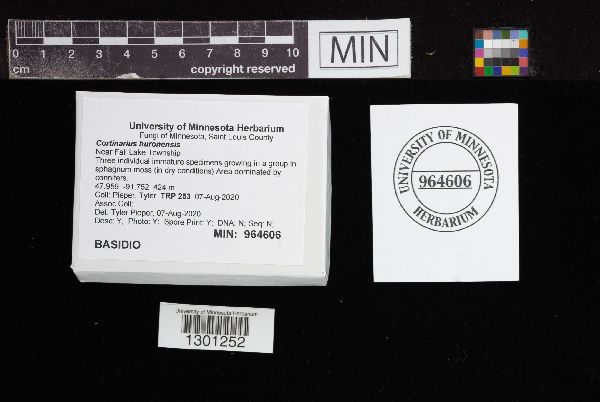 0 1 2 3 4 5 6 7 8 9 10
cm copyright reserved
MIN
University of Minnesota Herbarium
Fungi of Minnesota, Saint Louis County
Cortinarius huronensis
Near Fall Lake Township
Three individual immature specimens growing in a group in
sphagnum moss (in dry conditions) Area dominated by
connifers.
47.959 -91.752 424 m
Coll: Pieper, Tyler TRP 253 07-Aug-2020
Assoc Coll:
Det. Tyler Pieper, 07-Aug-2020
Desc: Y; Photo: Y; Spore Print: Y; DNA: N; Seq: N;
MIN: 964606
BASIDIO
UNIVERSITY OF MINNESOTA
964606
HERBARIUM
University of Minnesota Herbarium
1301252